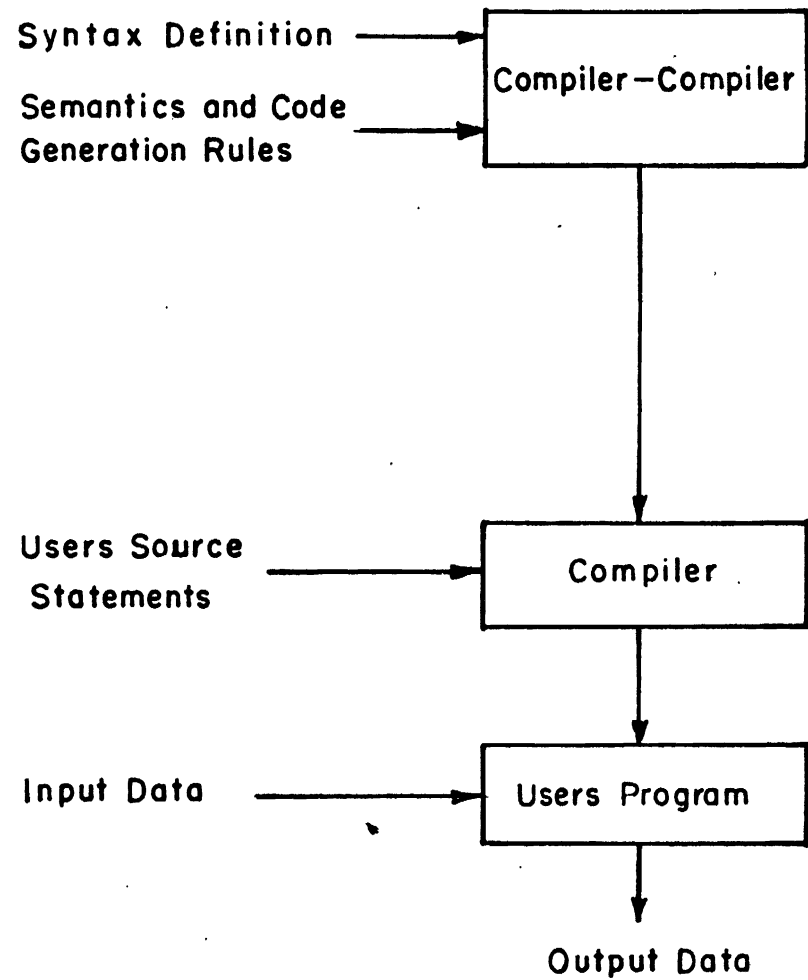 Syntax Definition
Compiler-Compiler
Semantics and Code
Generation Rules
Users Source
Statements
Compiler
Input Data
Users Program
Output Data